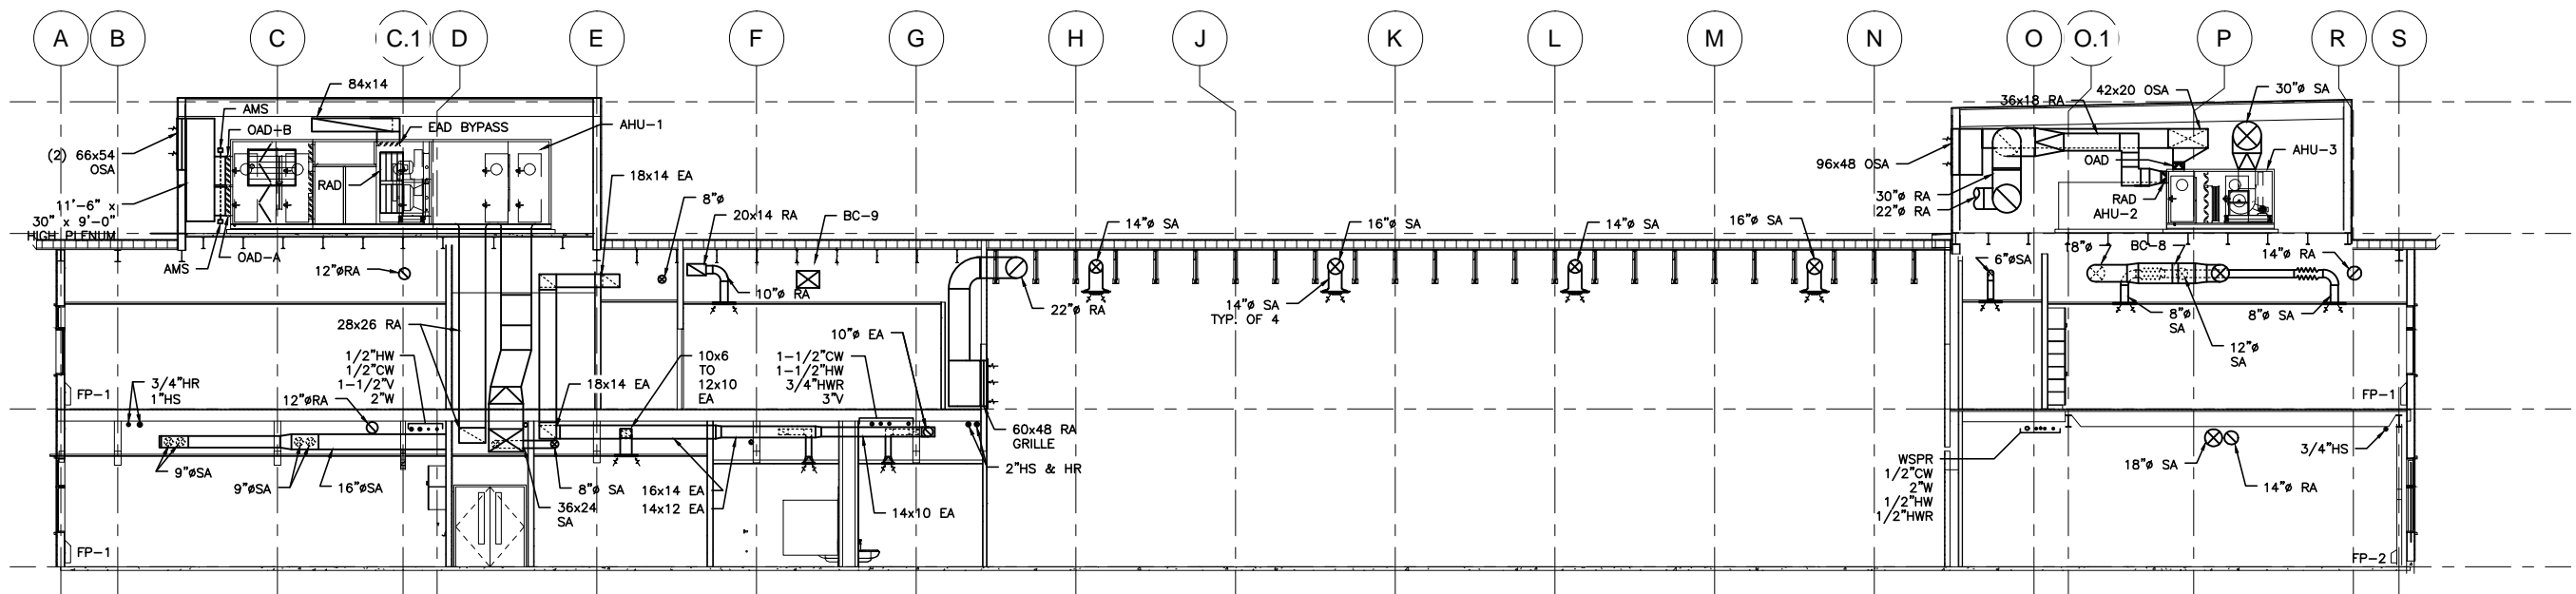 A
B
C
C.1
D
E
F
G
H
J
K
L
M
N
O
O.1
P
R
S
84x14
AMS
OAD-B
EAD BYPASS
AHU-1
(2) 66x54
OSA
RAD
11'-6" x
30" x 9'-0"
HIGH PLENUM
AMS
OAD-A
18x14 EA
8"ø
20x14 RA
BC-9
12"øRA
10"ø RA
22"ø RA
14"ø SA
16"ø SA
14"ø SA
16"ø SA
14"ø SA
TYP. OF 4
36x18 RA
42x20 OSA
30"ø SA
96x48 OSA
OAD
AHU-3
30"ø RA
22"ø RA
RAD
AHU-2
18"ø
BC-8
14"ø RA
6"øSA
8"ø
SA
8"ø SA
12"ø
SA
28x26 RA
1/2"HW
1/2"CW
1-1/2"V
2"W
3/4"HR
1"HS
FP-1
12"øRA
18x14 EA
10x6
TO
12x10
EA
1-1/2"CW
1-1/2"HW
3/4"HWR
3"V
10"ø EA
60x48 RA
GRILLE
2"HS & HR
9"øSA
9"øSA
16"øSA
8"ø SA
36x24
SA
16x14 EA
14x12 EA
14x10 EA
FP-1
FP-1
WSPR
1/2"CW
2"W
1/2"HW
1/2"HWR
18"ø SA
14"ø RA
3/4"HS
FP-2